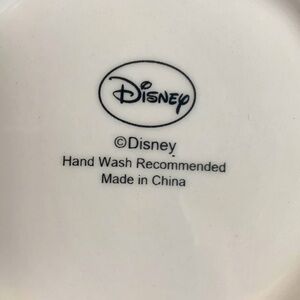 Disney
©Disney
Hand Wash Recommended
Made in China